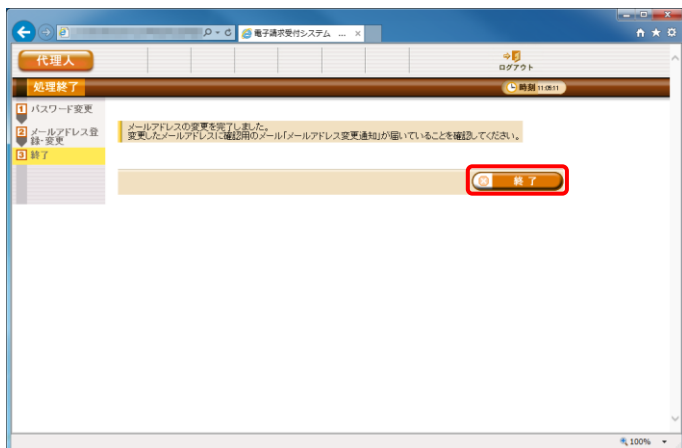 電子請求受付システム ...
代理人
ログアウト
処理終了
時刻 11:05:11
1 パスワード変更
2 メールアドレス登
録・変更
3 終了
メールアドレスの変更を完了しました。
変更したメールアドレスに確認用のメール「メールアドレス変更通知」が届いていることを確認してください。
終了
100%